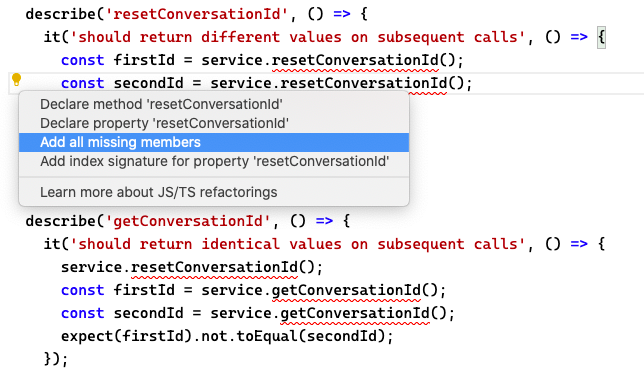 describe('resetConversationId', () => {
it('should return different values on subsequent calls', () => {
const firstId = service.resetConversationId();
const secondId = service.resetConversationId();
Declare method 'resetConversationId'
Declare property 'resetConversationId'
Add all missing members
Add index signature for property 'resetConversationId'
Learn more about JS/TS refactorings
describe('getConversationId', () => {
it('should return identical values on subsequent calls', () => {
service.resetConversationId();
const firstId = service.getConversationId();
const secondId = service.getConversationId();
expect(firstId).not.toEqual(secondId);
});